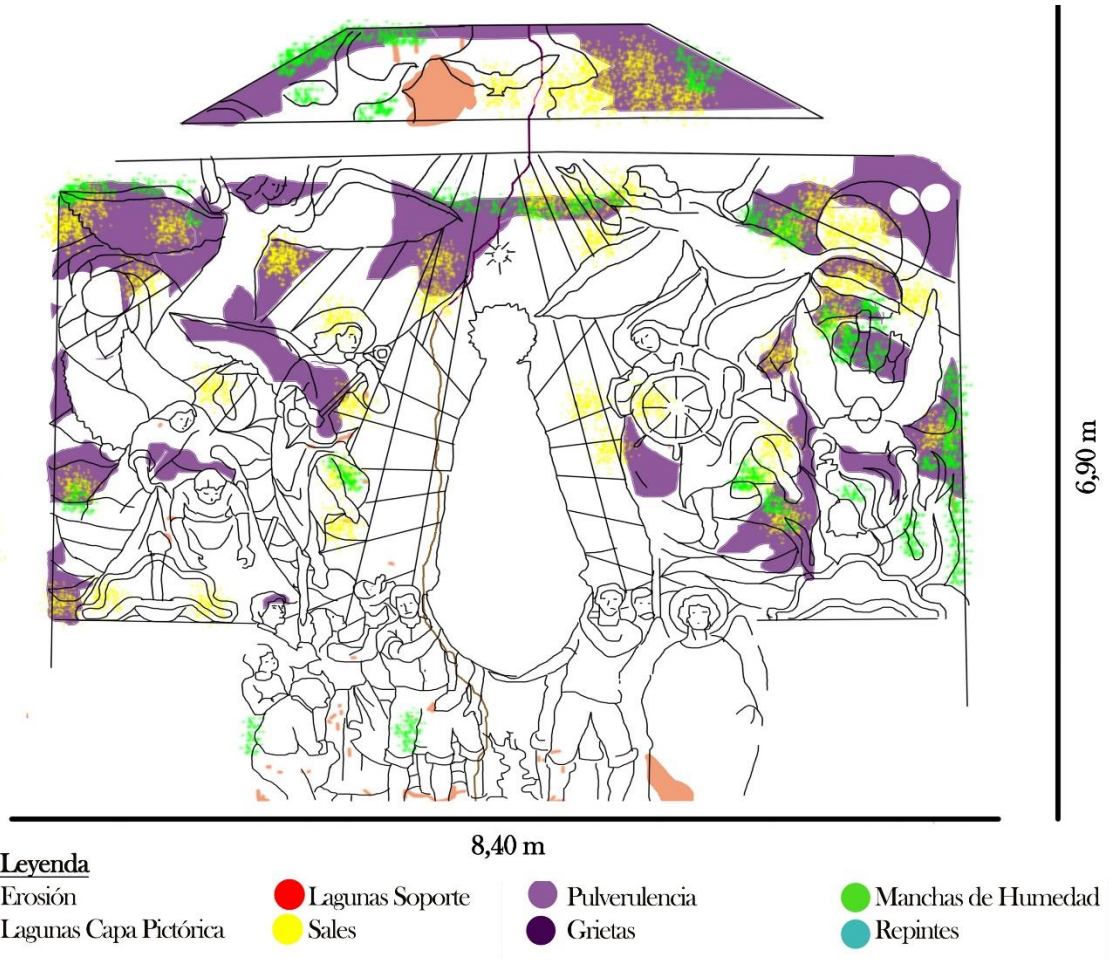 6,90 m
8,40 m
Leyenda
Erosión
Lagunas Soporte
Pulverulencia
Manchas de Humedad
Lagunas Capa Pictórica
Sales
Grietas
Repintes